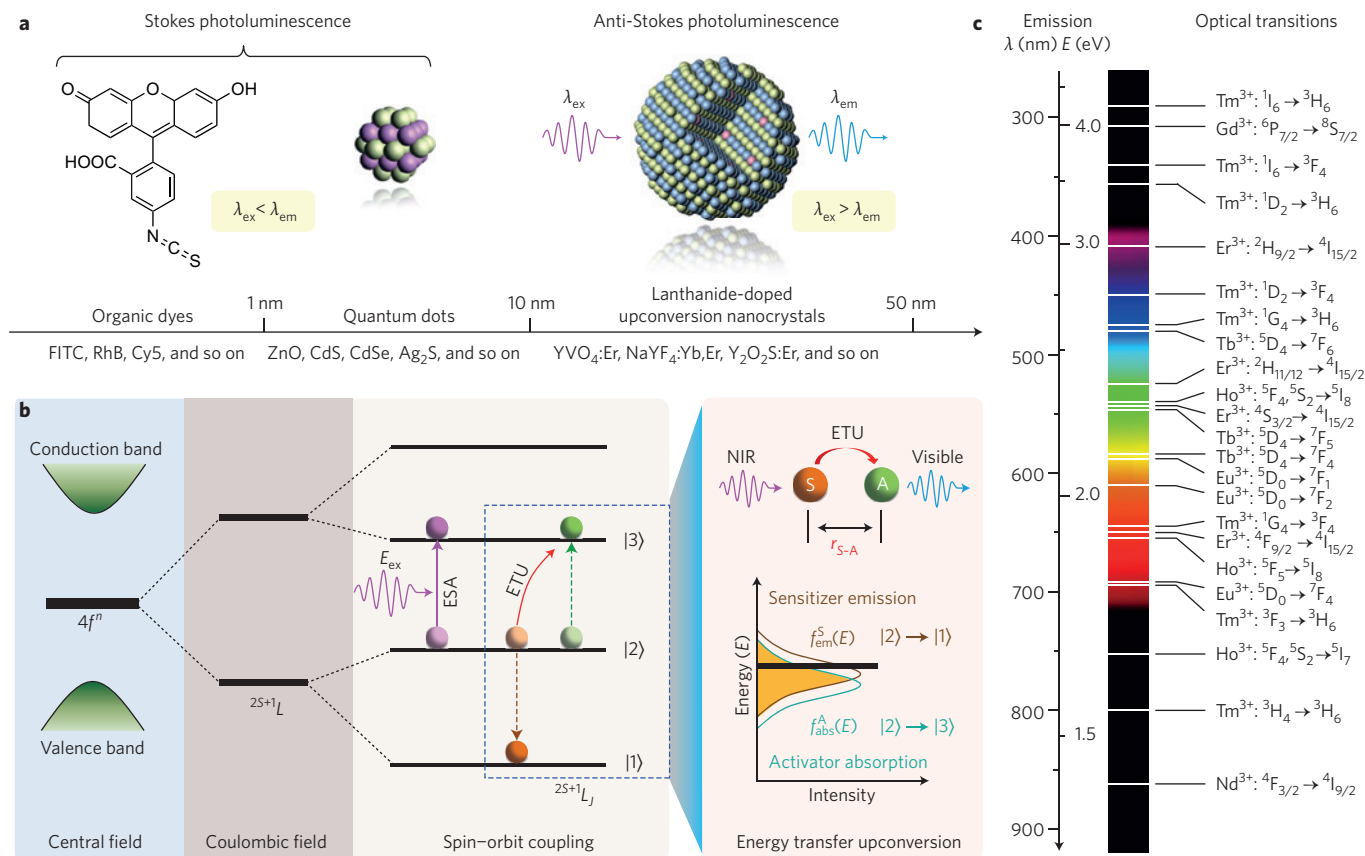 a
Stokes photoluminescence
Anti-Stokes photoluminescence
O
O
OH
HOOC
N
C
S
λex < λem
λex
λem
λex > λem
1 nm
10 nm
50 nm
Organic dyes
Quantum dots
Lanthanide-doped
upconversion nanocrystals
FITC, RhB, Cy5, and so on
ZnO, CdS, CdSe, Ag₂S, and so on
YVO₄:Er, NaYF₄:Yb,Er, Y₂O₂S:Er, and so on
b
Conduction band
4fⁿ
Valence band
Central field
²ˢ⁺¹L
Coulombic field
Eex
ESA
ETU
|3⟩
|2⟩
|1⟩
²ˢ⁺¹LJ
Spin–orbit coupling
ETU
NIR
Visible
S
A
rS–A
Energy (E)
Sensitizer emission
fSem(E) |2⟩ → |1⟩
fAabs(E) |2⟩ → |3⟩
Activator absorption
Intensity
Energy transfer upconversion
c
Emission
λ (nm) E (eV)
Optical transitions
300
400
500
600
700
800
900
4.0
3.0
2.0
1.5
Tm³⁺: ¹I₆ → ³H₆
Gd³⁺: ⁶P₇/₂ → ⁸S₇/₂
Tm³⁺: ¹I₆ → ³F₄
Tm³⁺: ¹D₂ → ³H₆
Er³⁺: ²H₉/₂ → ⁴I₁₅/₂
Tm³⁺: ¹D₂ → ³F₄
Tm³⁺: ¹G₄ → ³H₆
Tb³⁺: ⁵D₄ → ⁷F₆
Er³⁺: ²H₁₁/₁₂ → ⁴I₁₅/₂
Ho³⁺: ⁵F₄,⁵S₂ → ⁵I₈
Er³⁺: ⁴S₃/₂ → ⁴I₁₅/₂
Tb³⁺: ⁵D₄ → ⁷F₅
Tb³⁺: ⁵D₄ → ⁷F₄
Eu³⁺: ⁵D₀ → ⁷F₁
Eu³⁺: ⁵D₀ → ⁷F₂
Tm³⁺: ¹G₄ → ³F₄
Er³⁺: ⁴F₉/₂ → ⁴I₁₅/₂
Ho³⁺: ⁵F₅ → ⁵I₈
Eu³⁺: ⁵D₀ → ⁷F₄
Tm³⁺: ³F₃ → ³H₆
Ho³⁺: ⁵F₄,⁵S₂ → ⁵I₇
Tm³⁺: ³H₄ → ³H₆
Nd³⁺: ⁴F₃/₂ → ⁴I₉/₂